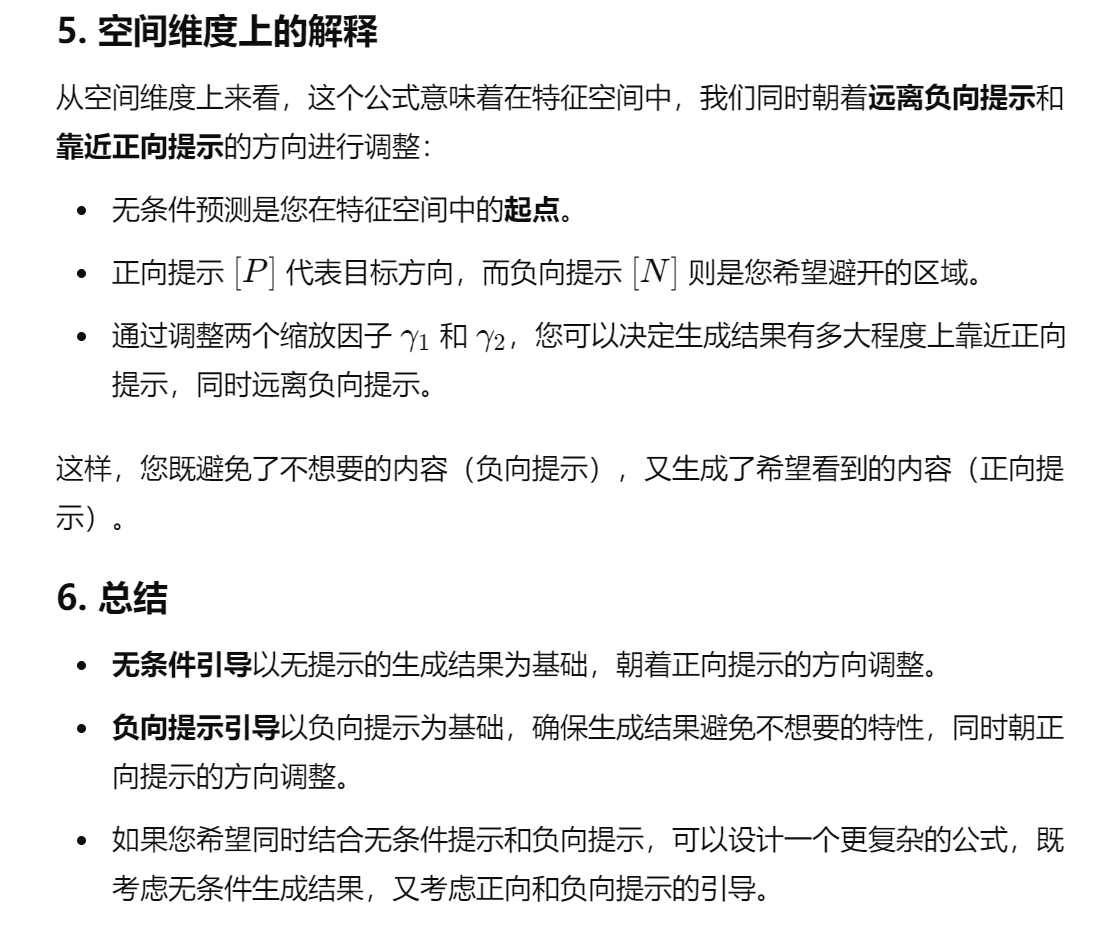 5. 空间维度上的解释
从空间维度上来看，这个公式意味着在特征空间中，我们同时朝着远离负向提示和
靠近正向提示的方向进行调整：
• 无条件预测是您在特征空间中的起点。
• 正向提示 [P] 代表目标方向，而负向提示 [N] 则是您希望避开的区域。
• 通过调整两个缩放因子 γ₁ 和 γ₂，您可以决定生成结果有多大程度上靠近正向
提示，同时远离负向提示。
这样，您既避免了不想要的内容（负向提示），又生成了希望看到的内容（正向提
示）。
6. 总结
• 无条件引导以无提示的生成结果为基础，朝着正向提示的方向调整。
• 负向提示引导以负向提示为基础，确保生成结果避免不想要的特性，同时朝正
向提示的方向调整。
• 如果您希望同时结合无条件提示和负向提示，可以设计一个更复杂的公式，既
考虑无条件生成结果，又考虑正向和负向提示的引导。